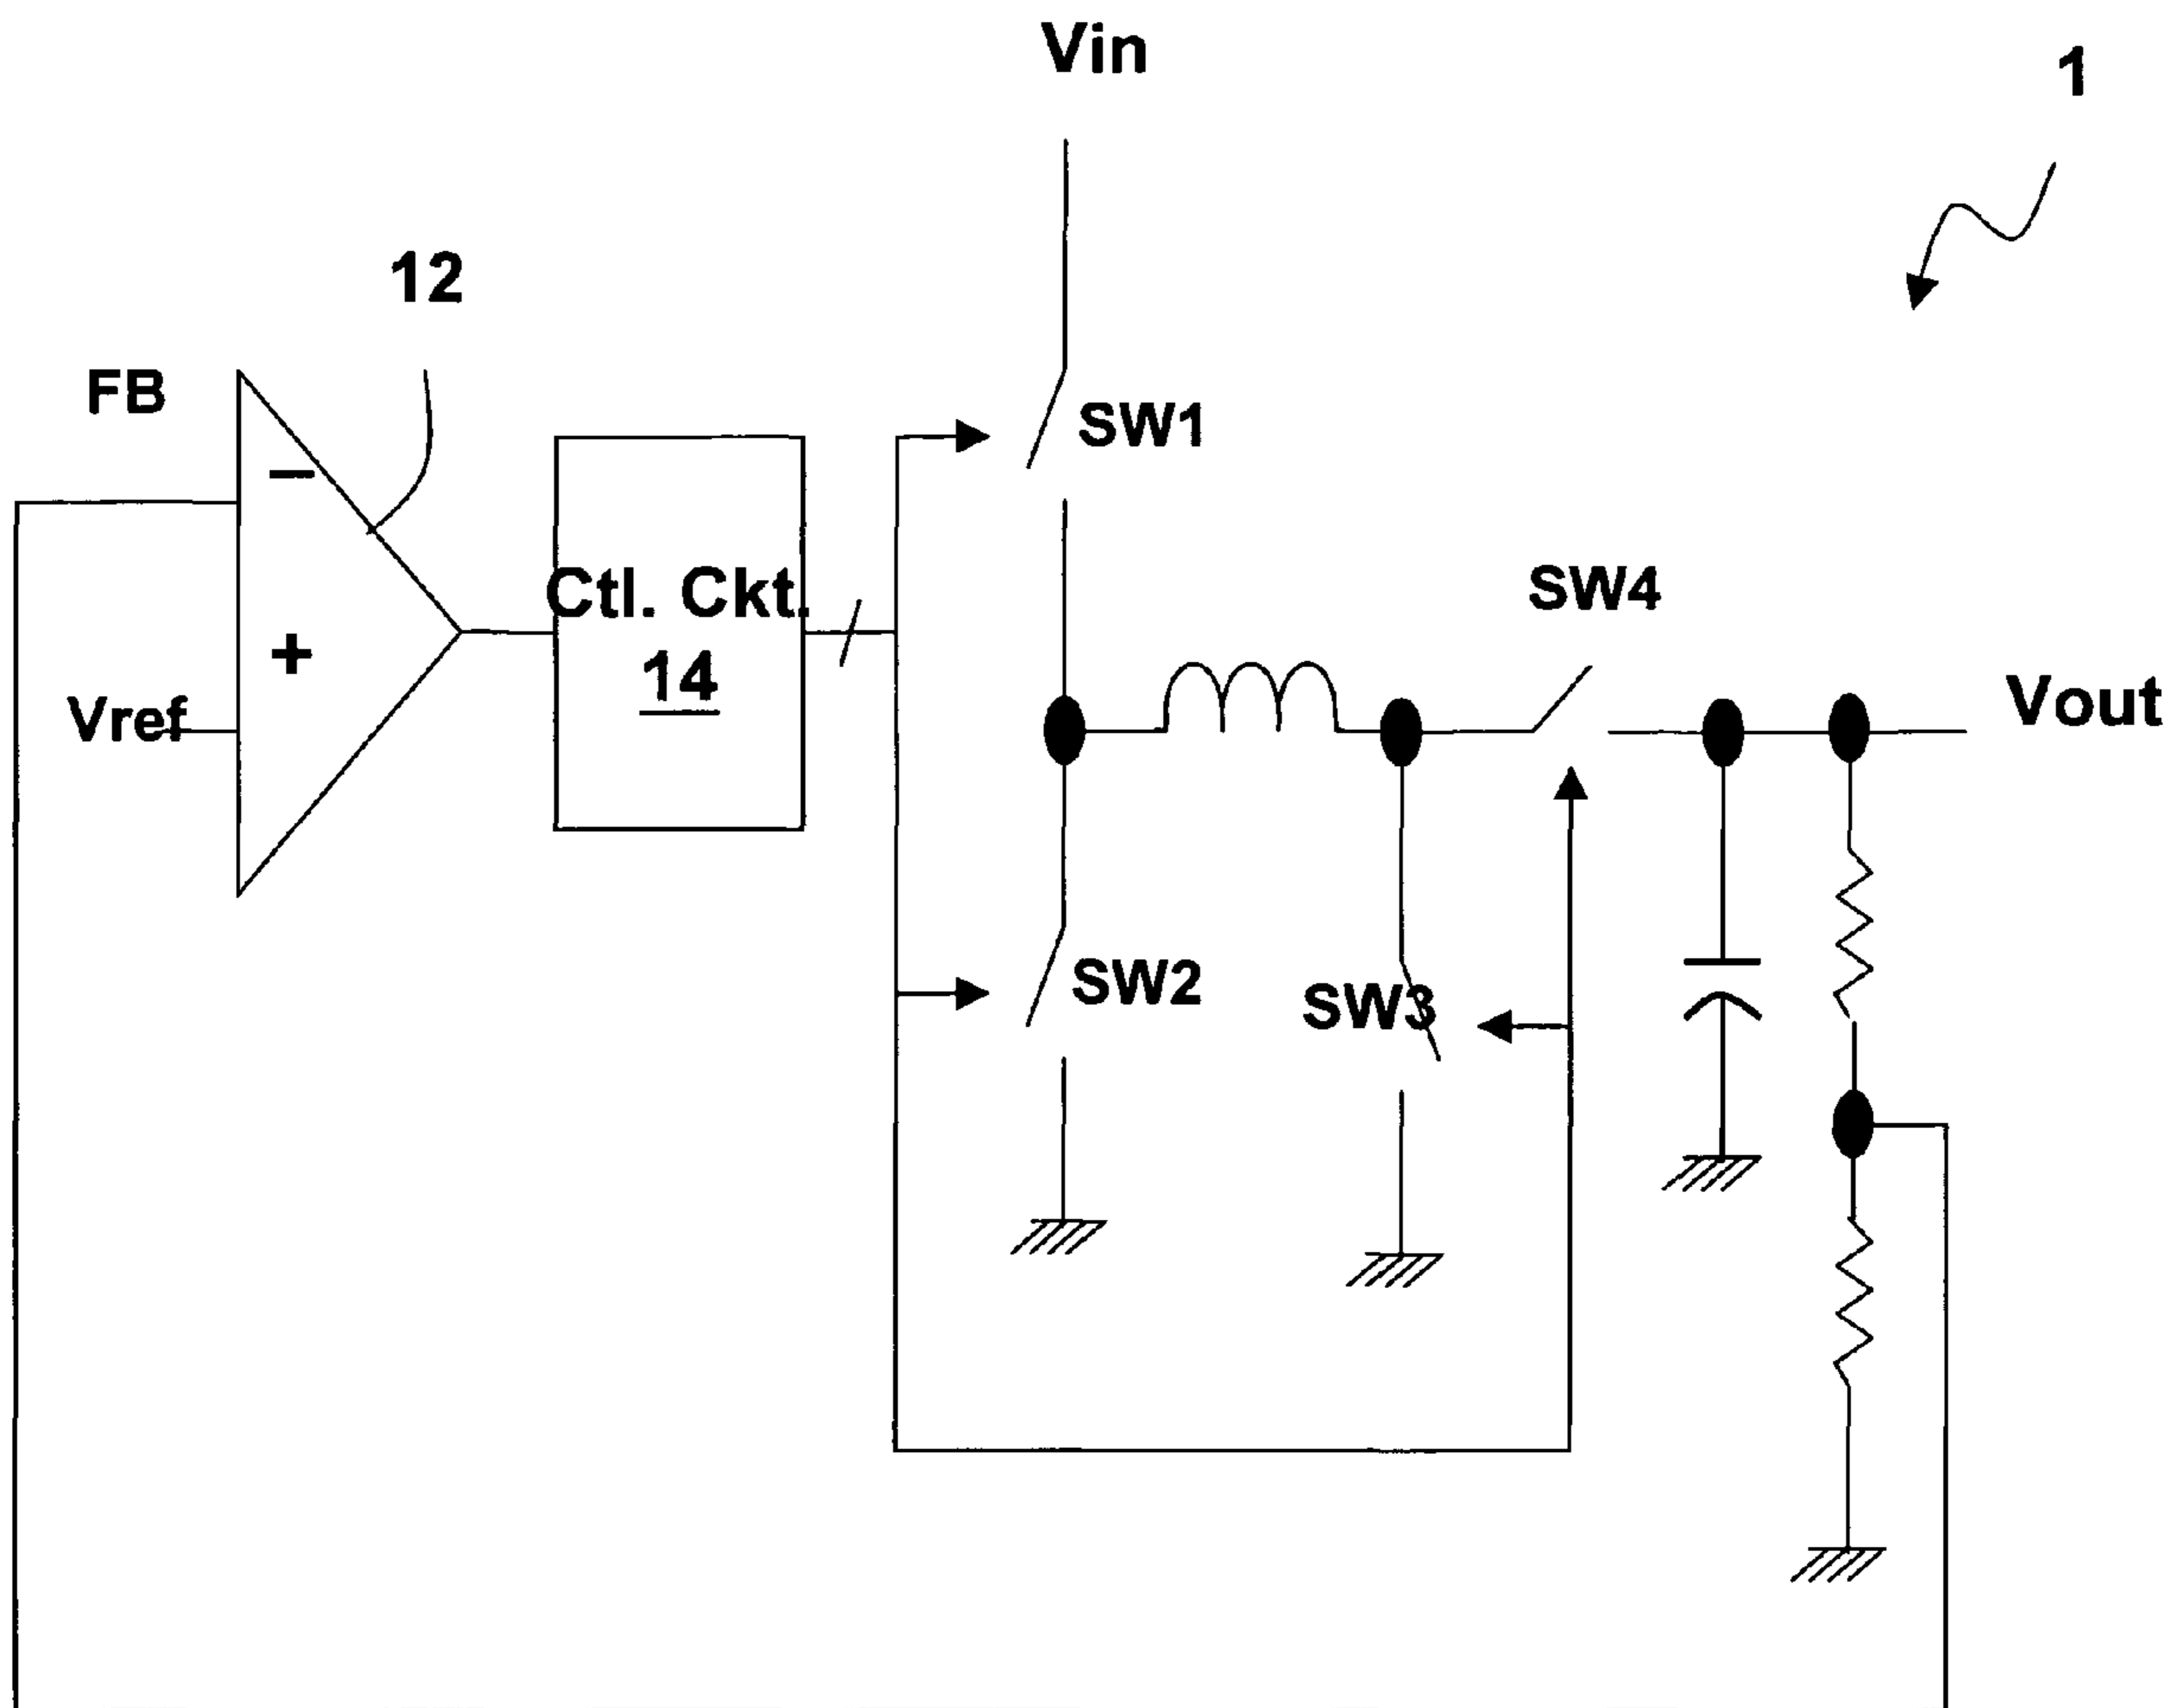 Vin
1
12
FB
SW1
–
Ctl. Ckt.
SW4
+
14
Vref
Vout
SW2
SW3